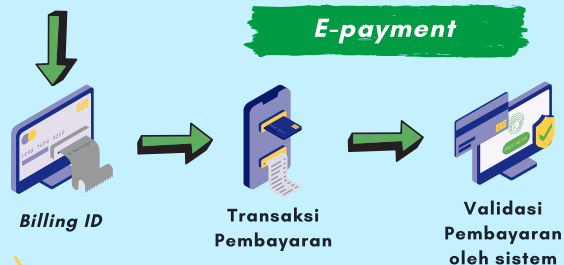 E-payment
Billing ID
Transaksi
Pembayaran
Validasi
Pembayaran
oleh sistem